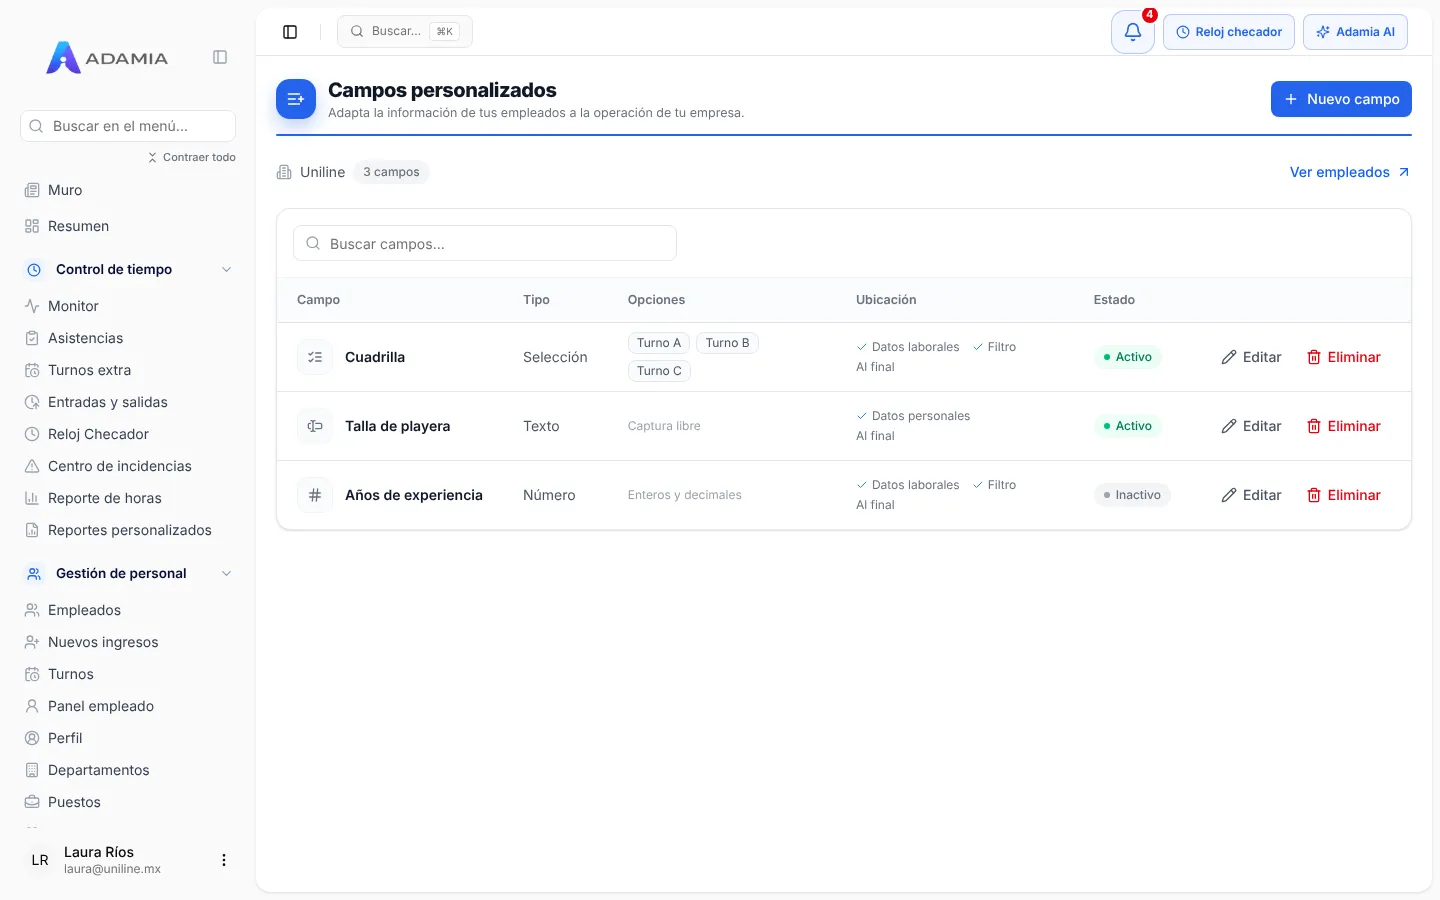 ADAMIA
Buscar en el menú...
Contraer todo
Muro
Resumen
Control de tiempo
Monitor
Asistencias
Turnos extra
Entradas y salidas
Reloj Checador
Centro de incidencias
Reporte de horas
Reportes personalizados
Gestión de personal
Empleados
Nuevos ingresos
Turnos
Panel empleado
Perfil
Departamentos
Puestos
LR
Laura Ríos
laura@uniline.mx
Buscar... ⌘K
4
Reloj checador
Adamia AI
Campos personalizados
Adapta la información de tus empleados a la operación de tu empresa.
Nuevo campo
Uniline 3 campos
Ver empleados
Buscar campos...
Campo Tipo Opciones Ubicación Estado
Cuadrilla Selección Turno A Turno B Turno C Datos laborales Filtro Al final Activo Editar Eliminar
Talla de playera Texto Captura libre Datos personales Al final Activo Editar Eliminar
Años de experiencia Número Enteros y decimales Datos laborales Filtro Al final Inactivo Editar Eliminar